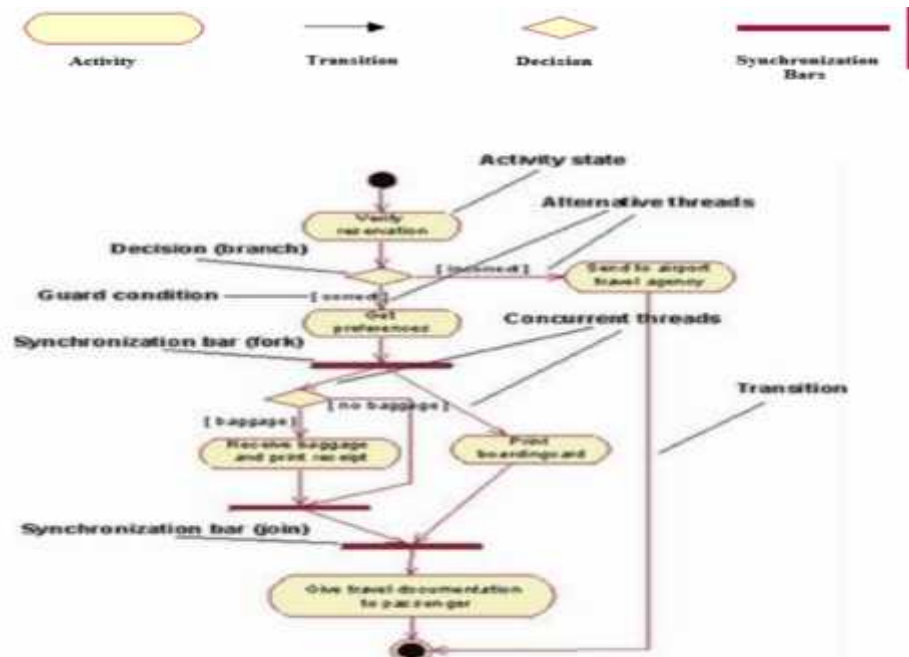 Activity
Transition
Decision
Synchronization
Bars
Activity state
Verify
reservation
Alternative threads
Decision (branch)
[ incorrect ]
Send to airport
travel agency
Guard condition
[ correct ]
Get
preferences
Concurrent threads
Synchronization bar (fork)
Transition
[ no baggage ]
[ baggage ]
Receive baggage
and print receipt
Print
boardingcard
Synchronization bar (join)
Give travel documentation
to passenger